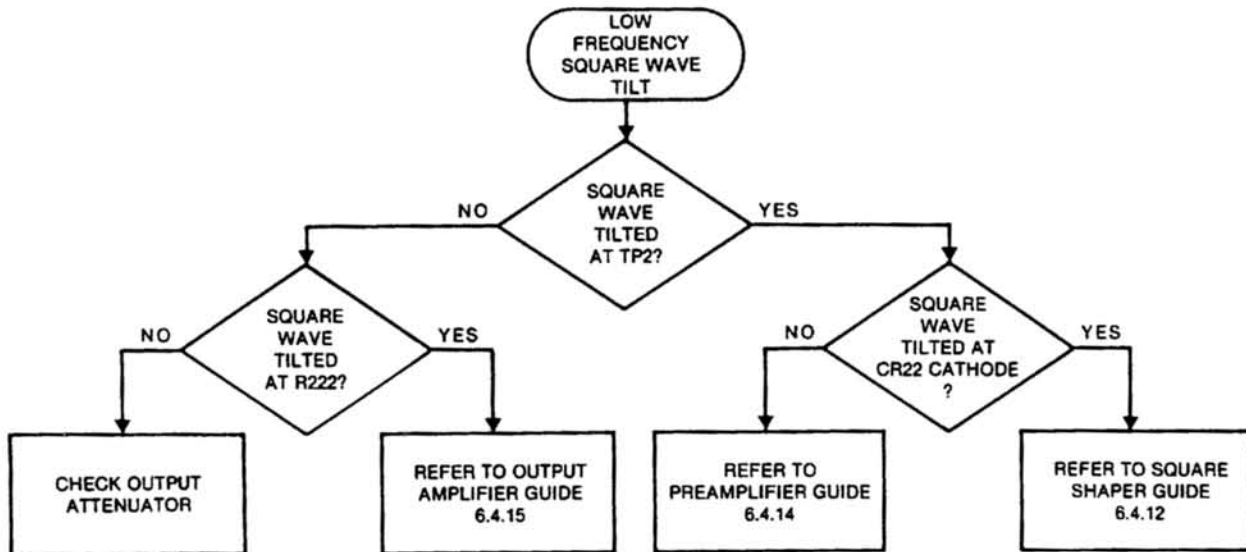 LOW
FREQUENCY
SQUARE WAVE
TILT
SQUARE
WAVE
TILTED
AT TP2?
NO
YES
SQUARE
WAVE
TILTED
AT R222?
NO
YES
SQUARE
WAVE
TILTED AT
CR22 CATHODE
?
NO
YES
CHECK OUTPUT
ATTENUATOR
REFER TO OUTPUT
AMPLIFIER GUIDE
6.4.15
REFER TO
PREAMPLIFIER GUIDE
6.4.14
REFER TO SQUARE
SHAPER GUIDE
6.4.12